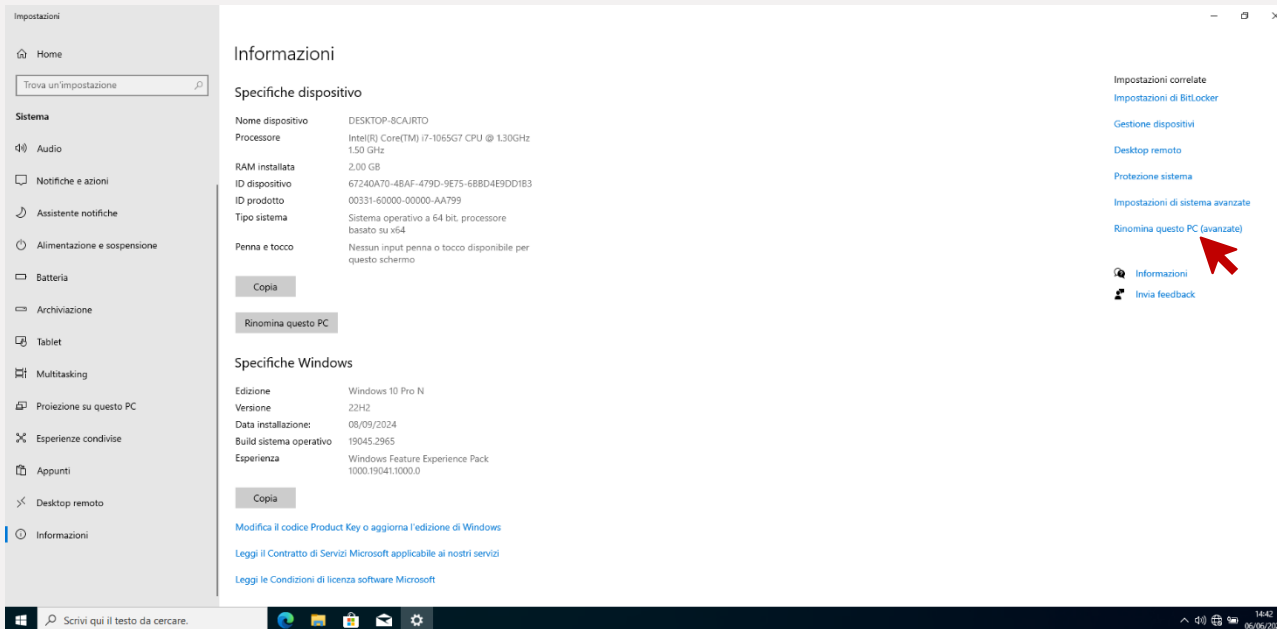 Impostazioni
Home
Trova un'impostazione
Sistema
Audio
Notifiche e azioni
Assistente notifiche
Alimentazione e sospensione
Batteria
Archiviazione
Tablet
Multitasking
Proiezione su questo PC
Esperienze condivise
Appunti
Desktop remoto
Informazioni
Informazioni
Specifiche dispositivo
Nome dispositivo DESKTOP-8CAJRTO
Processore Intel(R) Core(TM) i7-1065G7 CPU @ 1.30GHz
1.50 GHz
RAM installata 2,00 GB
ID dispositivo 67240A70-4BAF-479D-9E75-6BBD4E9DD1B3
ID prodotto 00331-60000-00000-AA799
Tipo sistema Sistema operativo a 64 bit, processore
basato su x64
Penna e tocco Nessun input penna o tocco disponibile per
questo schermo
Copia
Rinomina questo PC
Specifiche Windows
Edizione Windows 10 Pro N
Versione 22H2
Data installazione: 08/09/2024
Build sistema operativo 19045.2965
Esperienza Windows Feature Experience Pack
1000.19041.1000.0
Copia
Modifica il codice Product Key o aggiorna l'edizione di Windows
Leggi il Contratto di Servizi Microsoft applicabile ai nostri servizi
Leggi le Condizioni di licenza software Microsoft
Impostazioni correlate
Impostazioni di BitLocker
Gestione dispositivi
Desktop remoto
Protezione sistema
Impostazioni di sistema avanzate
Rinomina questo PC (avanzate)
Informazioni
Invia feedback
Scrivi qui il testo da cercare.
14:42